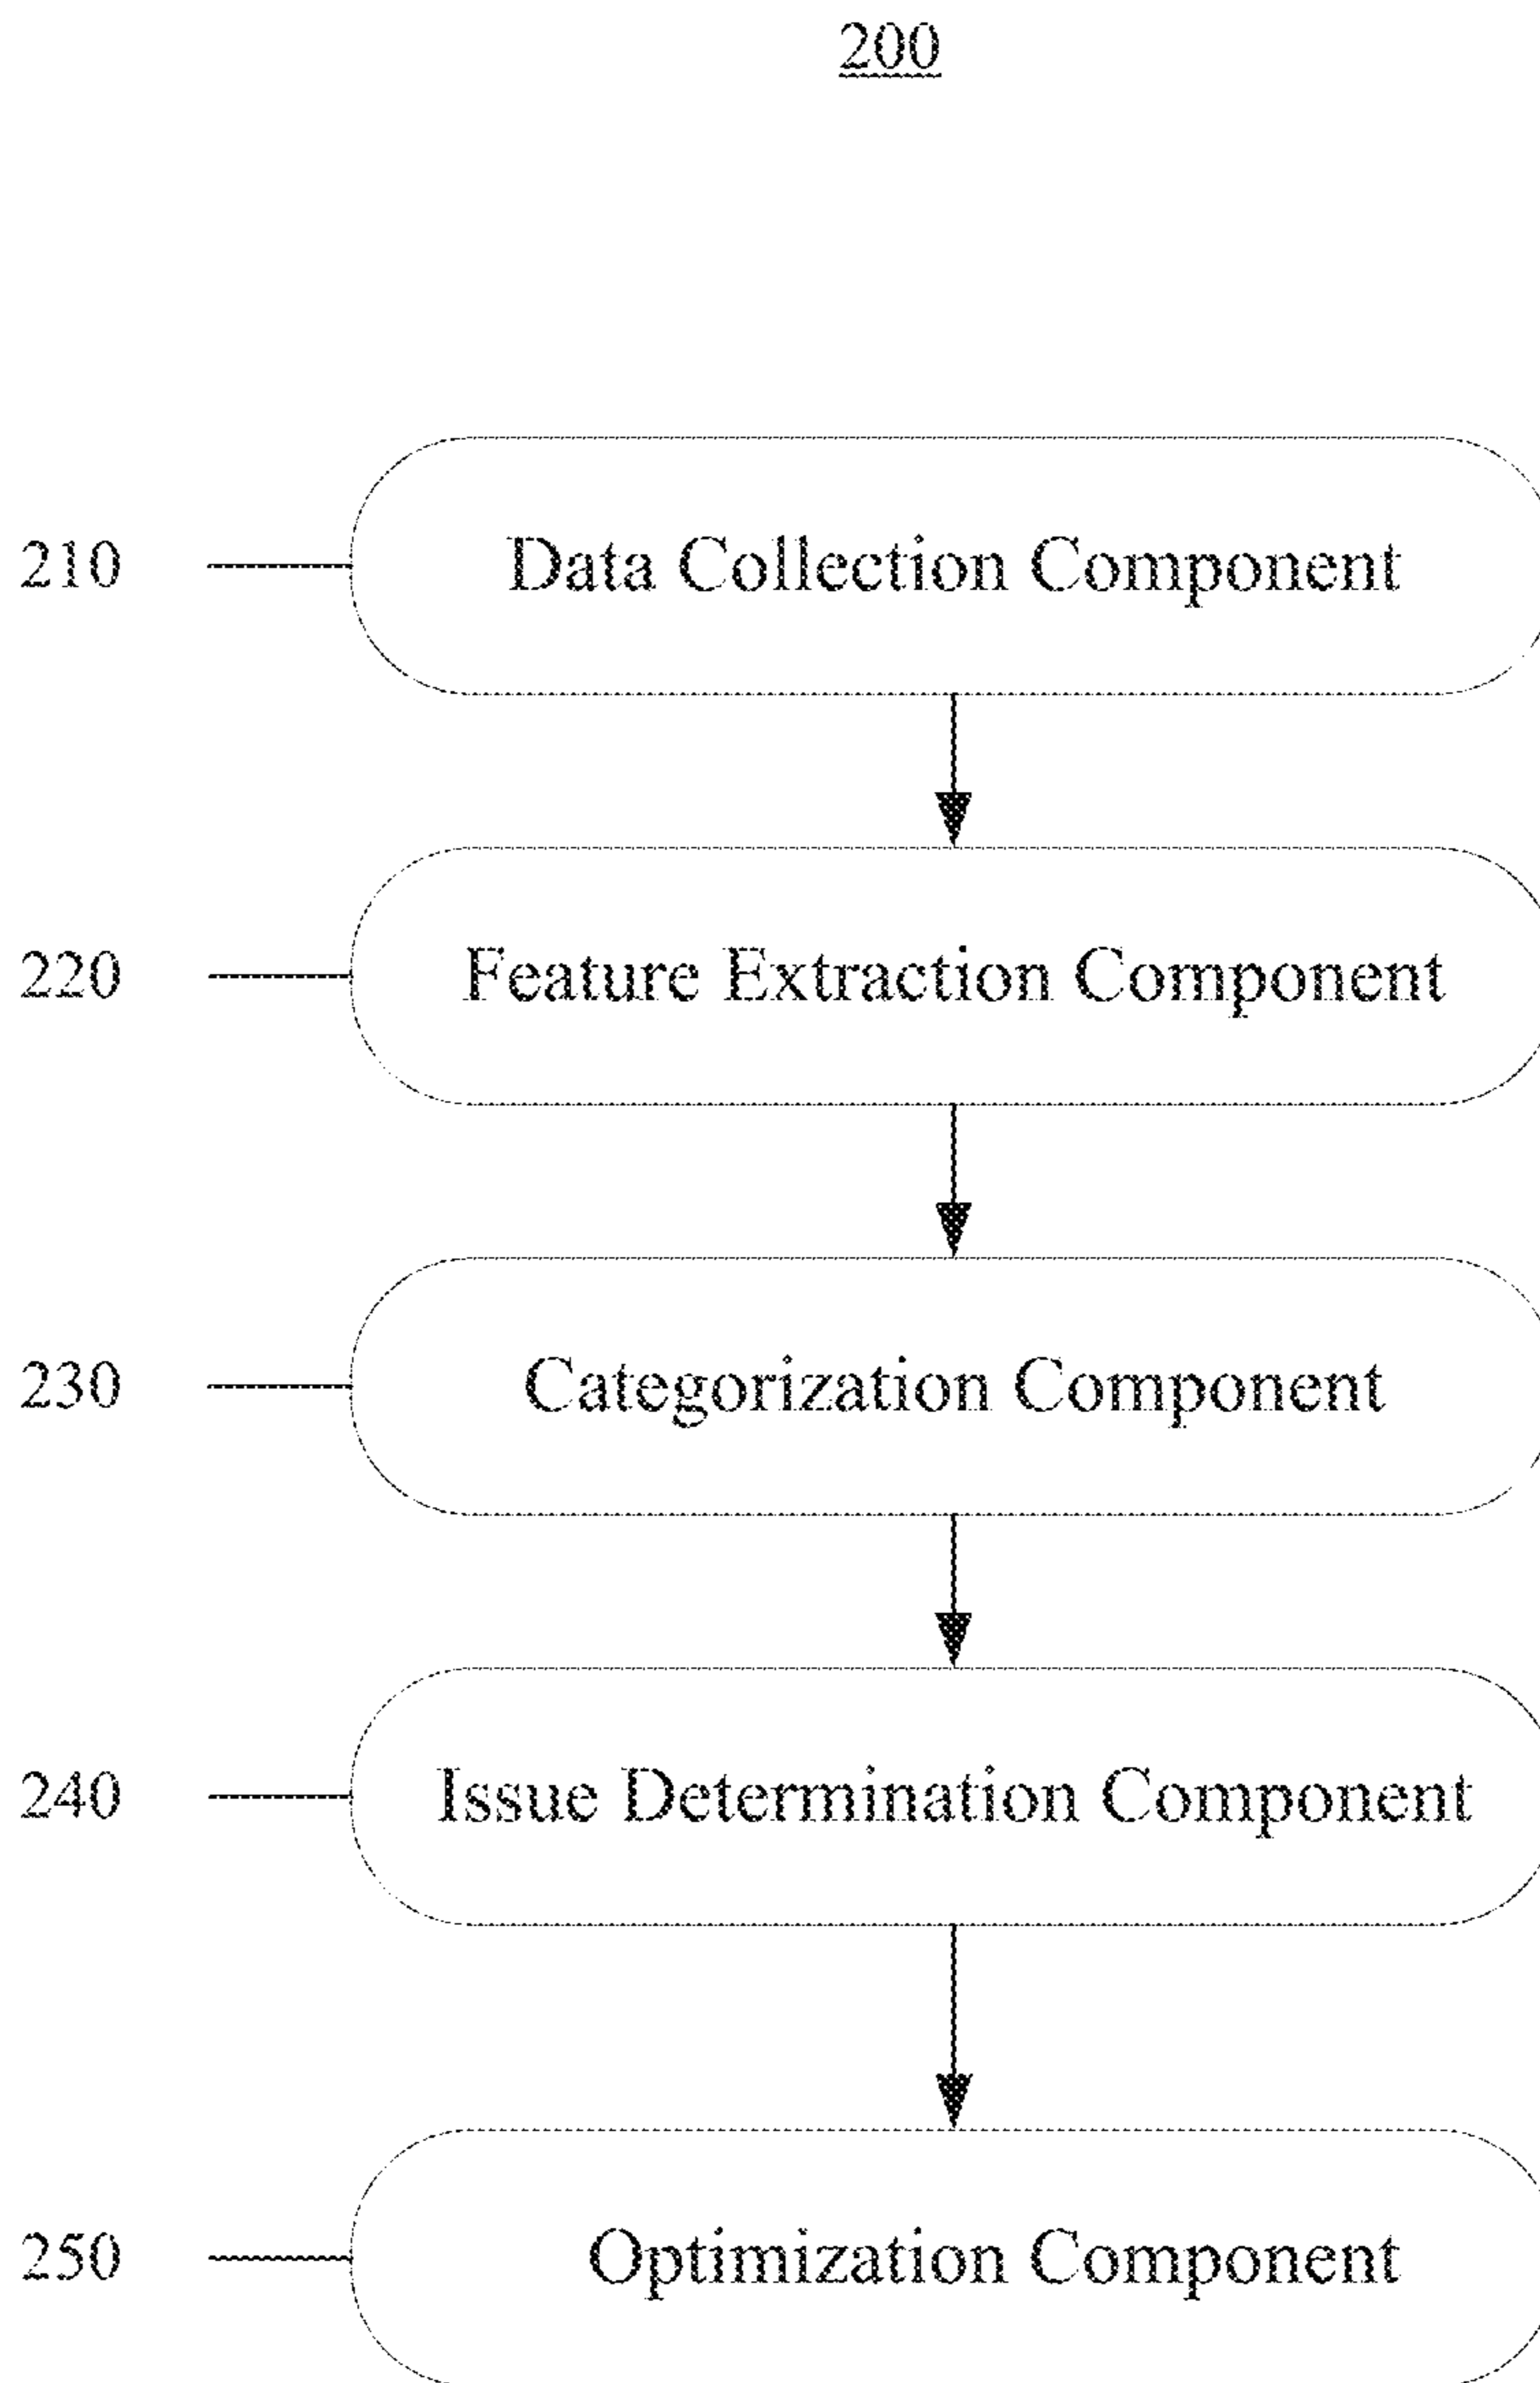 200
210 Data Collection Component
220 Feature Extraction Component
230 Categorization Component
240 Issue Determination Component
250 Optimization Component